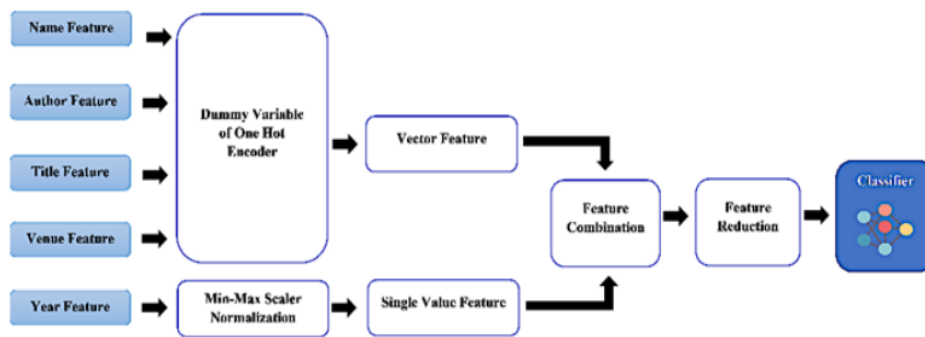 Name Feature
Author Feature
Title Feature
Venue Feature
Year Feature
Dummy Variable
of One Hot
Encoder
Min-Max Scaler
Normalization
Vector Feature
Single Value Feature
Feature
Combination
Feature
Reduction
Classifier